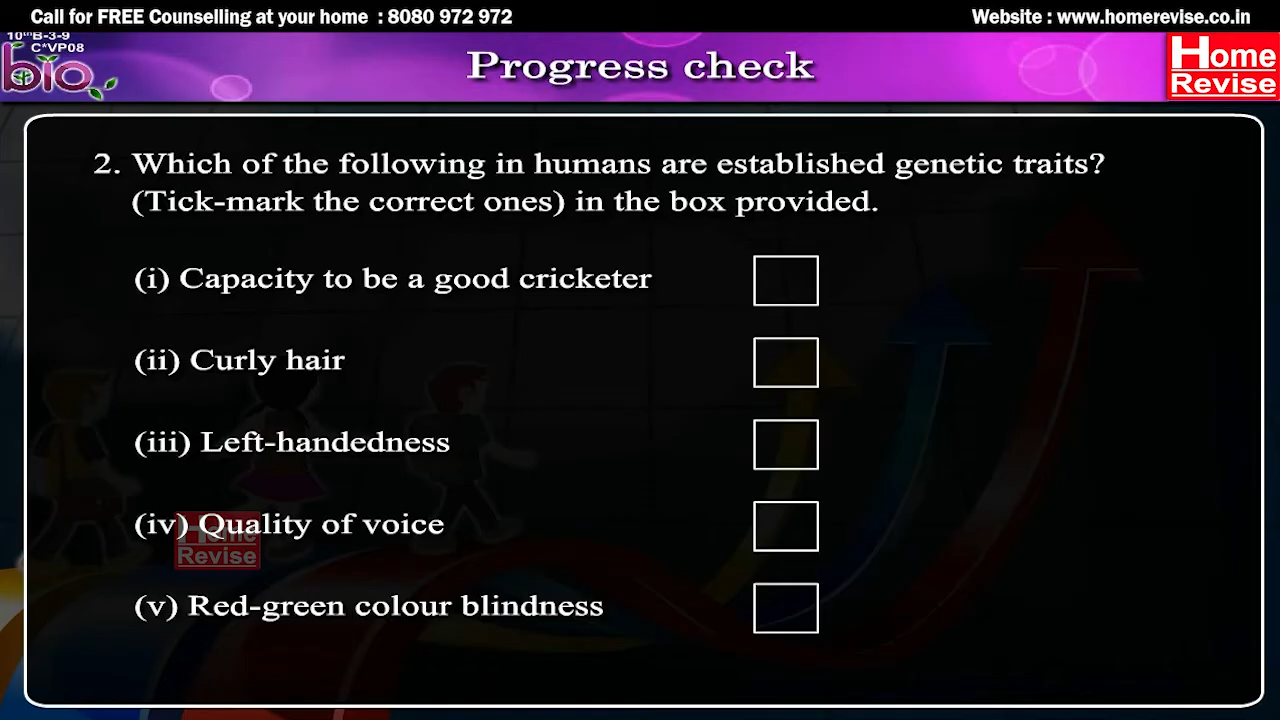 Call for FREE Counselling at your home : 8080 972 972
Website : www.homerevise.co.in
10thB-3-9
C*VP08
bio
Progress check
Home
Revise
2. Which of the following in humans are established genetic traits?
(Tick-mark the correct ones) in the box provided.
(i) Capacity to be a good cricketer
(ii) Curly hair
(iii) Left-handedness
(iv) Quality of voice
Home
Revise
(v) Red-green colour blindness